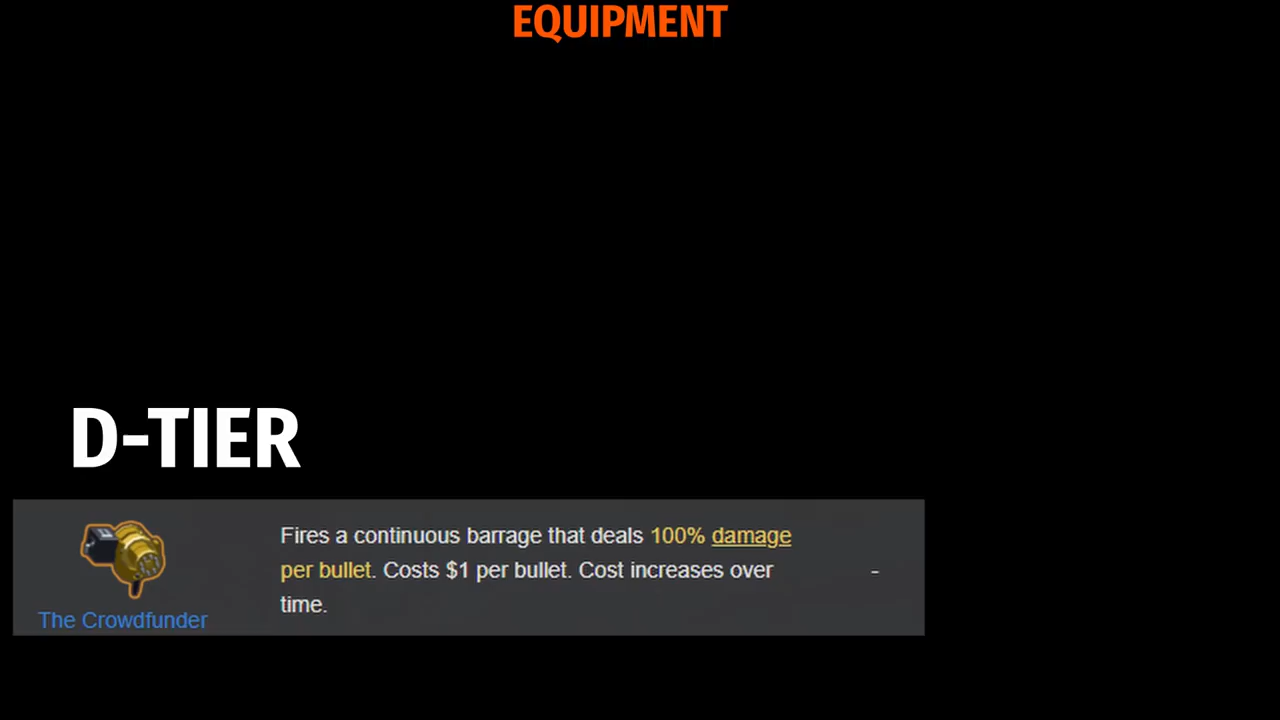 EQUIPMENT
D-TIER
Fires a continuous barrage that deals 100% damage
per bullet. Costs $1 per bullet. Cost increases over
time.
-
The Crowdfunder